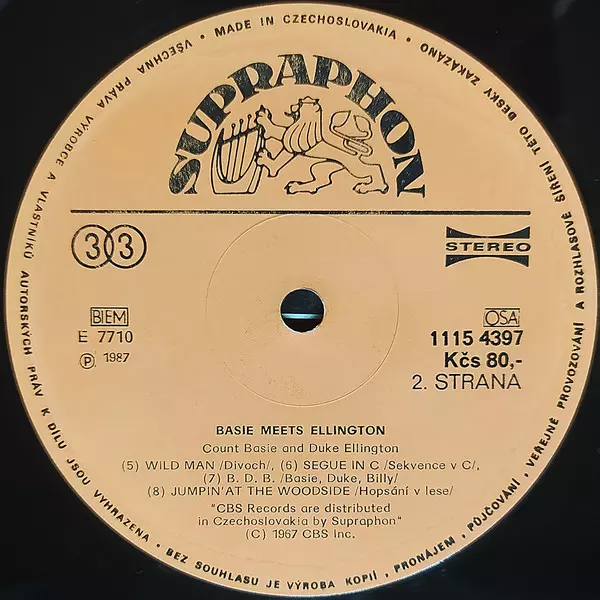 VŠECHNA PRÁVA VÝROBCE A VLASTNÍKŮ AUTORSKÝCH PRÁV K DÍLU JSOU VYHRAZENA • BEZ SOUHLASU JE VÝROBA KOPIÍ, PRONÁJEM, PŮJČOVÁNÍ, VEŘEJNÉ PROVOZOVÁNÍ A ROZHLASOVÉ ŠÍŘENÍ TÉTO DESKY ZAKÁZÁNO • MADE IN CZECHOSLOVAKIA •
SUPRAPHON
33
STEREO
BIEM
OSA
E 7710
1115 4397
Ⓟ 1987
Kčs 80,-
2. STRANA
BASIE MEETS ELLINGTON
Count Basie and Duke Ellington
(5) WILD MAN /Divoch/, (6) SEGUE IN C /Sekvence v C/,
(7) B. D. B. /Basie, Duke, Billy/
(8) JUMPIN' AT THE WOODSIDE /Hopsání v lese/
"CBS Records are distributed
in Czechoslovakia by Supraphon"
(C) 1967 CBS Inc.